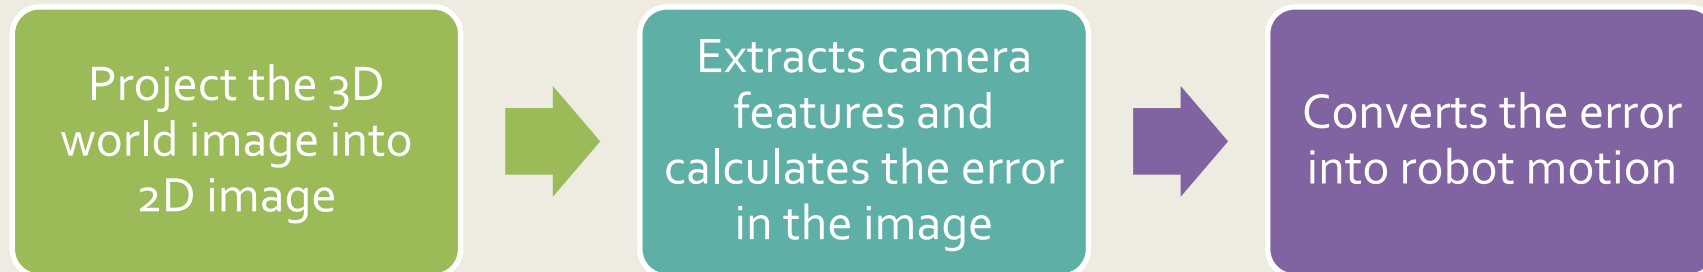 Project the 3D
world image into
2D image
Extracts camera
features and
calculates the error
in the image
Converts the error
into robot motion